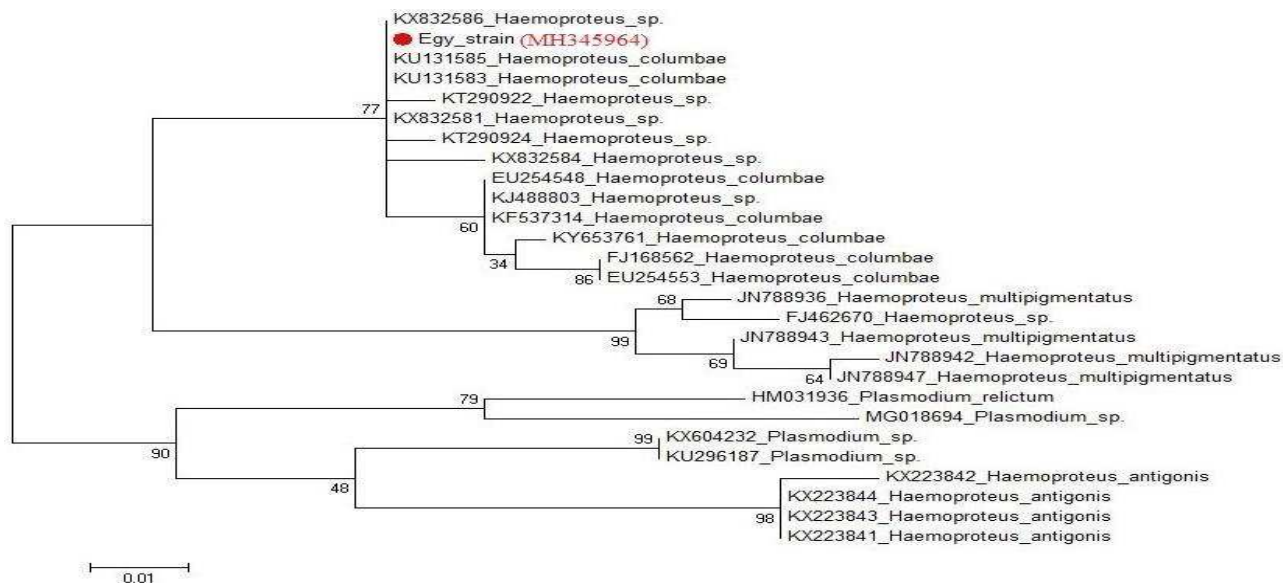 KX832586_Haemoproteus_sp.
Egy_strain (MH345964)
KU131585_Haemoproteus_columbae
KU131583_Haemoproteus_columbae
KT290922_Haemoproteus_sp.
77
KX832581_Haemoproteus_sp.
KT290924_Haemoproteus_sp.
KX832584_Haemoproteus_sp.
EU254548_Haemoproteus_columbae
KJ488803_Haemoproteus_sp.
KF537314_Haemoproteus_columbae
60
KY653761_Haemoproteus_columbae
34
FJ168562_Haemoproteus_columbae
86
EU254553_Haemoproteus_columbae
68
JN788936_Haemoproteus_multipigmentatus
FJ462670_Haemoproteus_sp.
99
JN788943_Haemoproteus_multipigmentatus
69
JN788942_Haemoproteus_multipigmentatus
64
JN788947_Haemoproteus_multipigmentatus
79
HM031936_Plasmodium_relictum
MG018694_Plasmodium_sp.
90
99
KX604232_Plasmodium_sp.
KU296187_Plasmodium_sp.
48
KX223842_Haemoproteus_antigonis
KX223844_Haemoproteus_antigonis
98
KX223843_Haemoproteus_antigonis
KX223841_Haemoproteus_antigonis
0.01